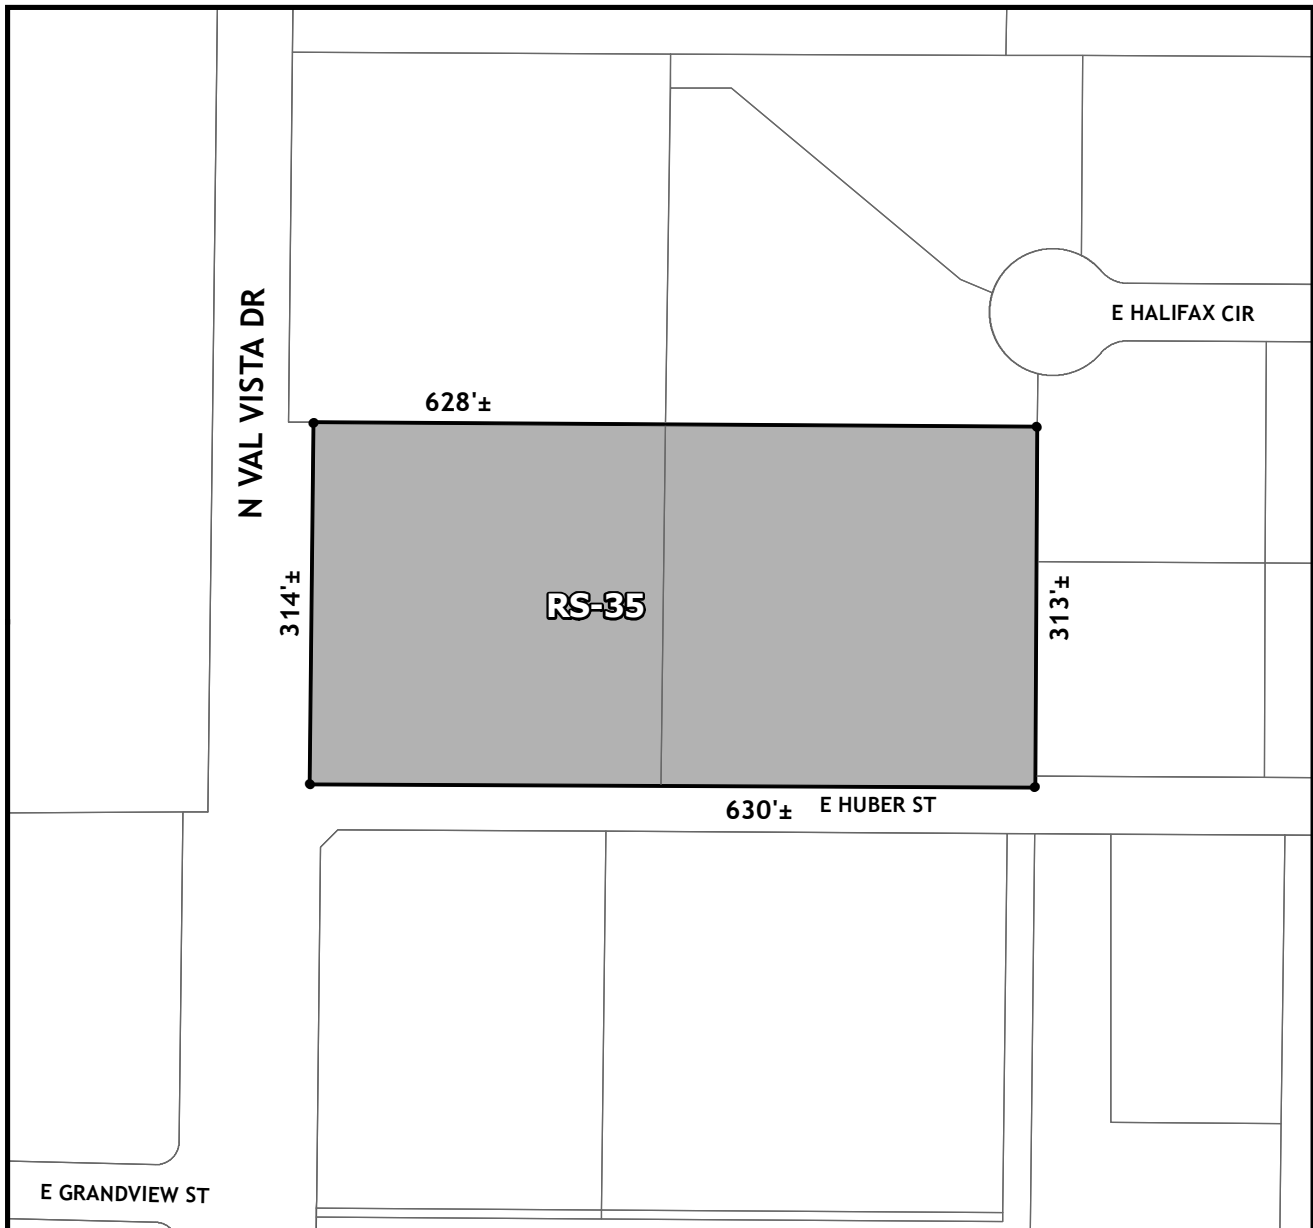 E HALIFAX CIR
N VAL VISTA DR
628'±
314'±
RS-35
313'±
630'±
E HUBER ST
E GRANDVIEW ST